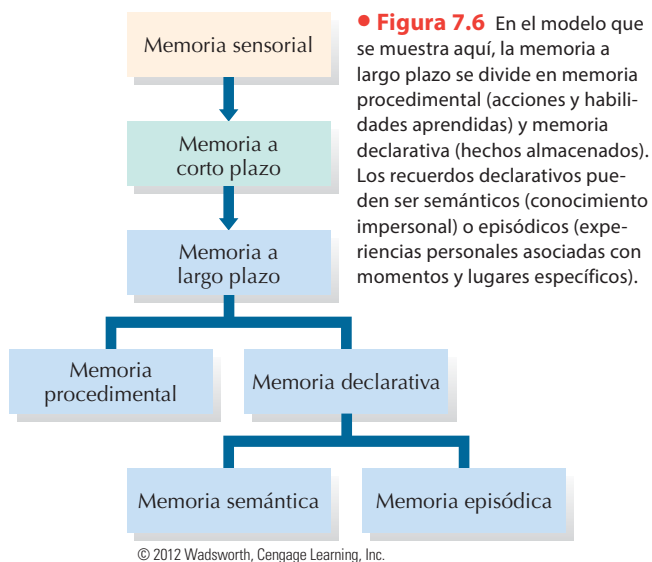 Memoria sensorial
Memoria a
corto plazo
Memoria a
largo plazo
Memoria
procedimental
Memoria declarativa
Memoria semántica
Memoria episódica
© 2012 Wadsworth, Cengage Learning, Inc.
• Figura 7.6 En el modelo que
se muestra aquí, la memoria a
largo plazo se divide en memoria
procedimental (acciones y habili-
dades aprendidas) y memoria
declarativa (hechos almacenados).
Los recuerdos declarativos pue-
den ser semánticos (conocimiento
impersonal) o episódicos (expe-
riencias personales asociadas con
momentos y lugares específicos).